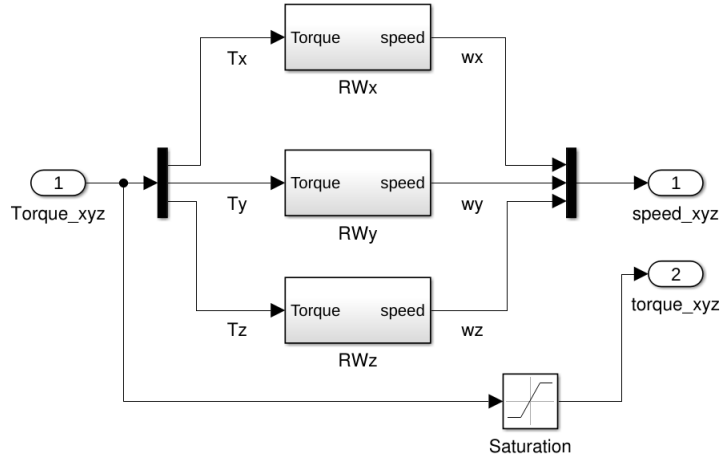 Torque speed
Tx wx
RWx
1 Torque speed 1
Torque_xyz Ty wy speed_xyz
RWy
2
Torque speed torque_xyz
Tz wz
RWz
Saturation